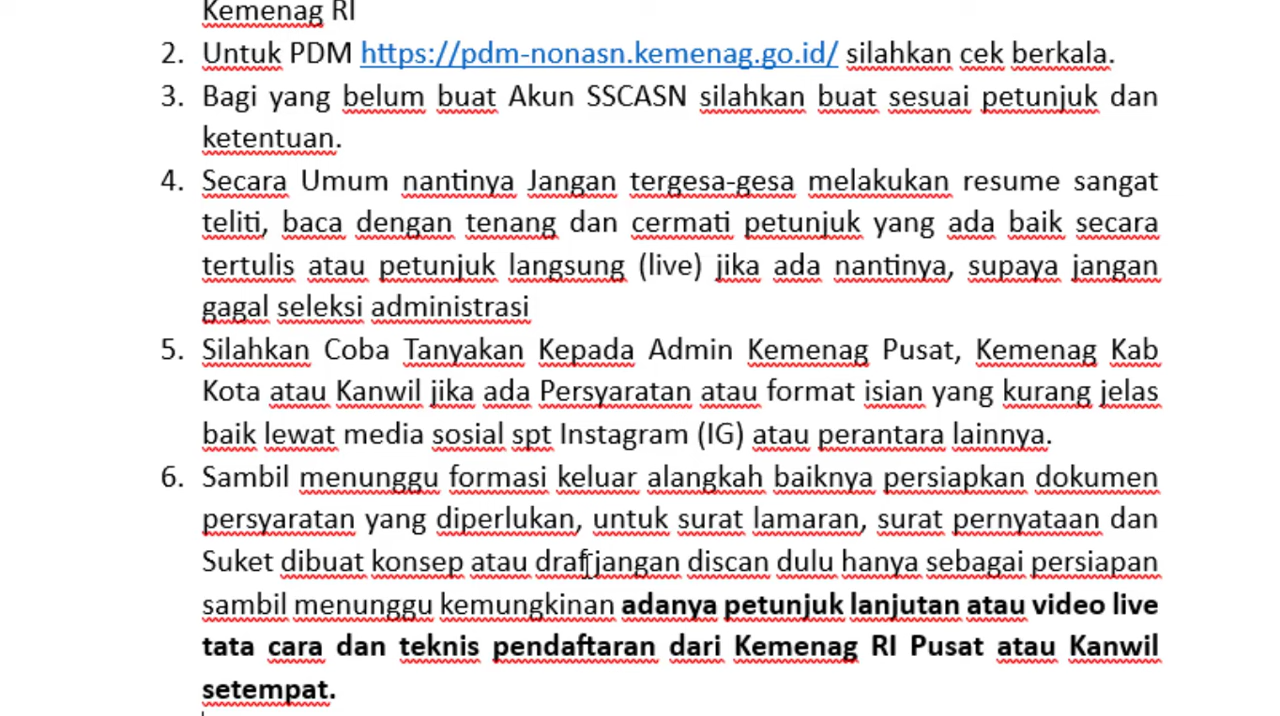 Kemenag RI
2. Untuk PDM https://pdm-nonasn.kemenag.go.id/ silahkan cek berkala.
3. Bagi yang belum buat Akun SSCASN silahkan buat sesuai petunjuk dan
ketentuan.
4. Secara Umum nantinya Jangan tergesa-gesa melakukan resume sangat
teliti, baca dengan tenang dan cermati petunjuk yang ada baik secara
tertulis atau petunjuk langsung (live) jika ada nantinya, supaya jangan
gagal seleksi administrasi
5. Silahkan Coba Tanyakan Kepada Admin Kemenag Pusat, Kemenag Kab
Kota atau Kanwil jika ada Persyaratan atau format isian yang kurang jelas
baik lewat media sosial spt Instagram (IG) atau perantara lainnya.
6. Sambil menunggu formasi keluar alangkah baiknya persiapkan dokumen
persyaratan yang diperlukan, untuk surat lamaran, surat pernyataan dan
Suket dibuat konsep atau draf jangan discan dulu hanya sebagai persiapan
sambil menunggu kemungkinan adanya petunjuk lanjutan atau video live
tata cara dan teknis pendaftaran dari Kemenag RI Pusat atau Kanwil
setempat.